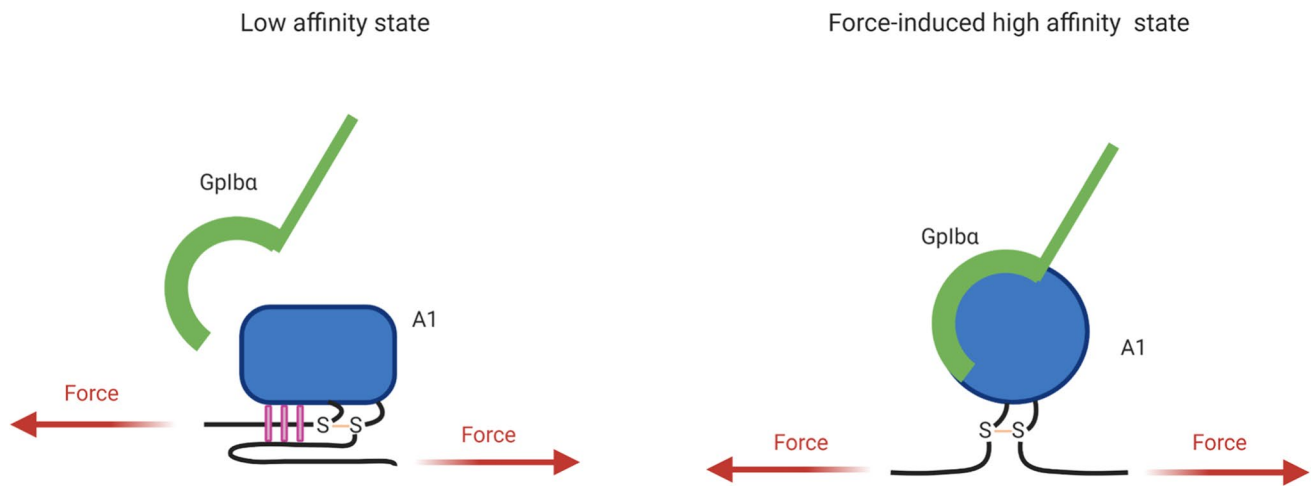 Low affinity state
Force-induced high affinity state
GpIbα
GpIbα
A1
A1
Force
Force
S S
S S
Force
Force